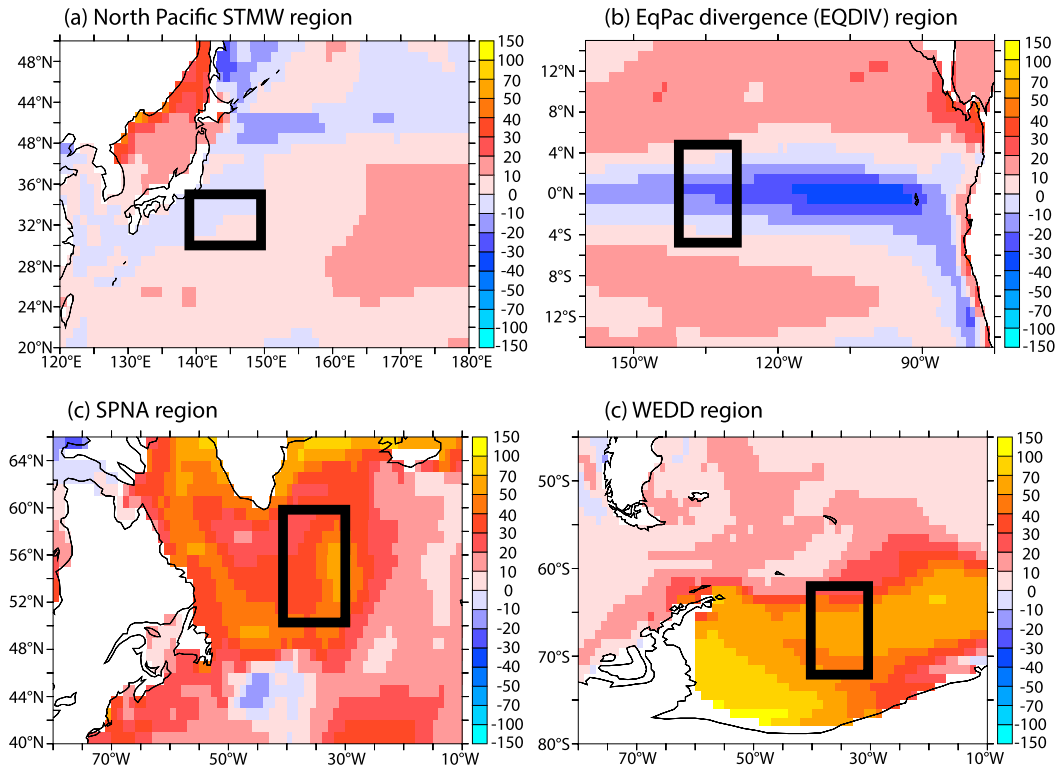 (a) North Pacific STMW region
48°N
44°N
48°N
36°N
32°N
28°N
24°N
20°N
120°E
130°E
140°E
150°E
160°E
170°E
180°E
150
100
70
50
40
30
20
10
0
-10
-20
-30
-40
-50
-70
-100
-150
(b) EqPac divergence (EQDIV) region
12°N
8°N
4°N
0°N
4°S
8°S
12°S
150°W
120°W
90°W
150
100
70
50
40
30
20
10
0
-10
-20
-30
-40
-50
-70
-100
-150
(c) SPNA region
64°N
60°N
56°N
52°N
48°N
44°N
40°N
70°W
50°W
30°W
10°W
150
100
70
50
40
30
20
10
0
-10
-20
-30
-40
-50
-70
-100
-150
(c) WEDD region
50°S
60°S
70°S
80°S
70°W
50°W
30°W
10°W
150
100
70
50
40
30
20
10
0
-10
-20
-30
-40
-50
-70
-100
-150